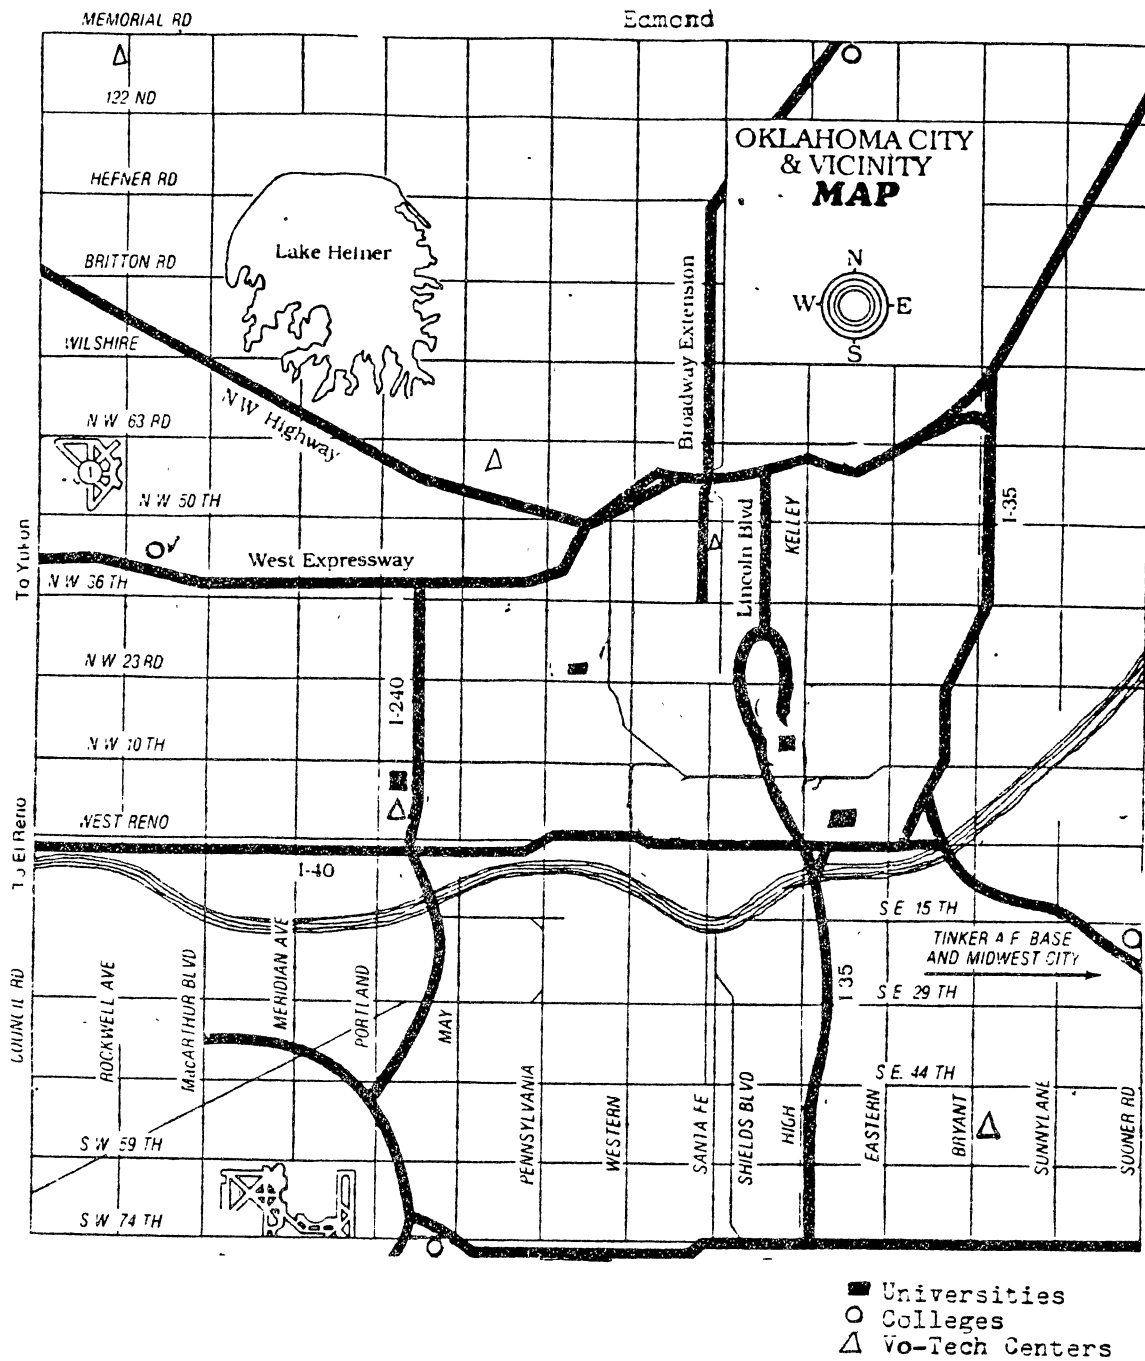 MEMORIAL RD
Edmond
122 ND
OKLAHOMA CITY
& VICINITY
MAP
HEFNER RD
Lake Hefner
BRITTON RD
N
W
E
S
Broadway Extension
WILSHIRE
NW Highway
N W 63 RD
N W 50 TH
I-35
Lincoln Blvd
KELLEY
To Yukon
West Expressway
N W 36 TH
N W 23 RD
I-240
N W 10 TH
To El Reno
WEST RENO
I-40
S E 15 TH
TINKER A F BASE
AND MIDWEST CITY
S E 29 TH
I 35
COUNCIL RD
ROCKWELL AVE
MacARTHUR BLVD
MERIDIAN AVE
PORTLAND
MAY
S E. 44 TH
PENNSYLVANIA
WESTERN
SANTA FE
SHIELDS BLVD
HIGH
EASTERN
BRYANT
SUNNYLANE
SOONER RD
S W 59 TH
S W 74 TH
Universities
Colleges
Vo-Tech Centers